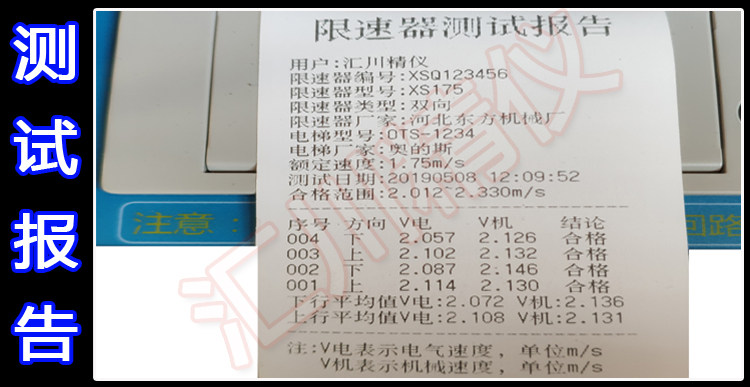 测试报告
限速器测试报告
用户:汇川精仪
限速器编号:XSQ123456
限速器型号:XS175
限速器类型:双向
限速器厂家:河北东方机械厂
电梯型号:OTS-1234
电梯厂家:奥的斯
额定速度:1.75m/s
测试日期:20190508 12:09:52
合格范围:2.012~2.330m/s
序号 方向 V电 V机 结论
004 下 2.057 2.126 合格
003 上 2.102 2.132 合格
002 下 2.087 2.146 合格
001 上 2.114 2.130 合格
下行平均值V电:2.072 V机:2.136
上行平均值V电:2.108 V机:2.131
注:V电表示电气速度, 单位m/s
V机表示机械速度, 单位m/s
注意:
回路
汇川精仪